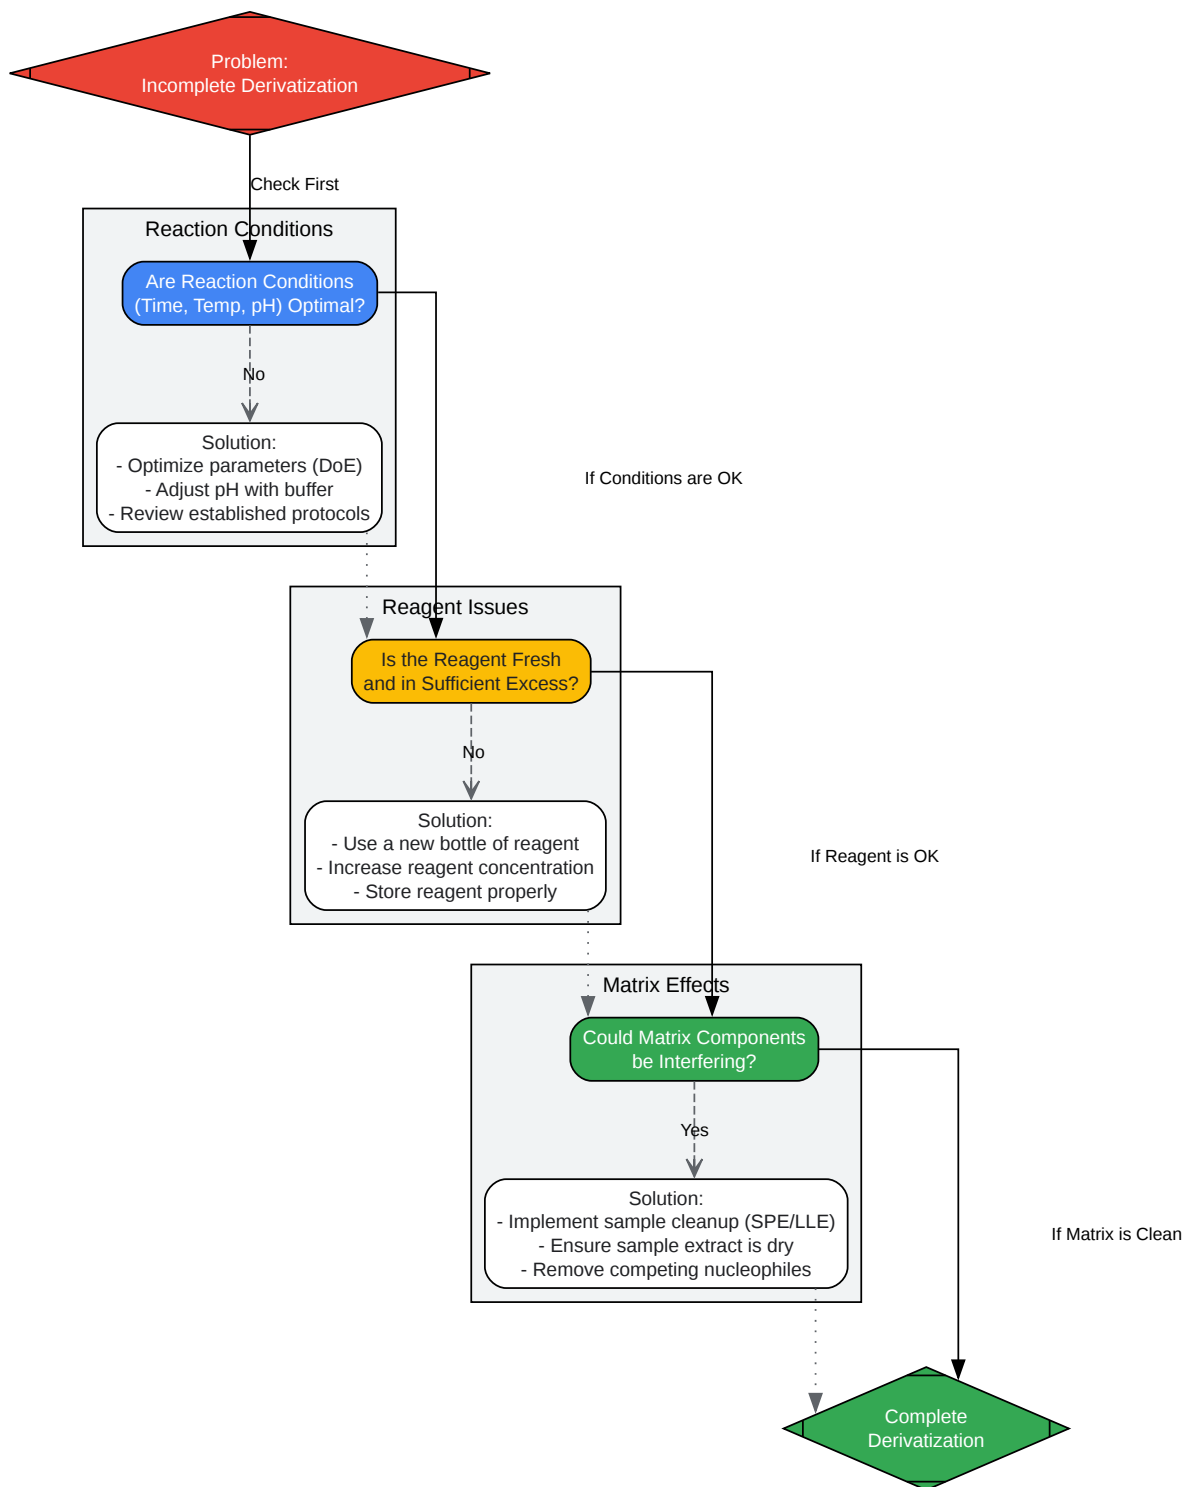 Problem:
Incomplete Derivatization
Check First
Reaction Conditions
Are Reaction Conditions
(Time, Temp, pH) Optimal?
No
Solution:
- Optimize parameters (DoE)
- Adjust pH with buffer
- Review established protocols
If Conditions are OK
Reagent Issues
Is the Reagent Fresh
and in Sufficient Excess?
No
Solution:
- Use a new bottle of reagent
- Increase reagent concentration
- Store reagent properly
If Reagent is OK
Matrix Effects
Could Matrix Components
be Interfering?
Yes
Solution:
- Implement sample cleanup (SPE/LLE)
- Ensure sample extract is dry
- Remove competing nucleophiles
If Matrix is Clean
Complete
Derivatization